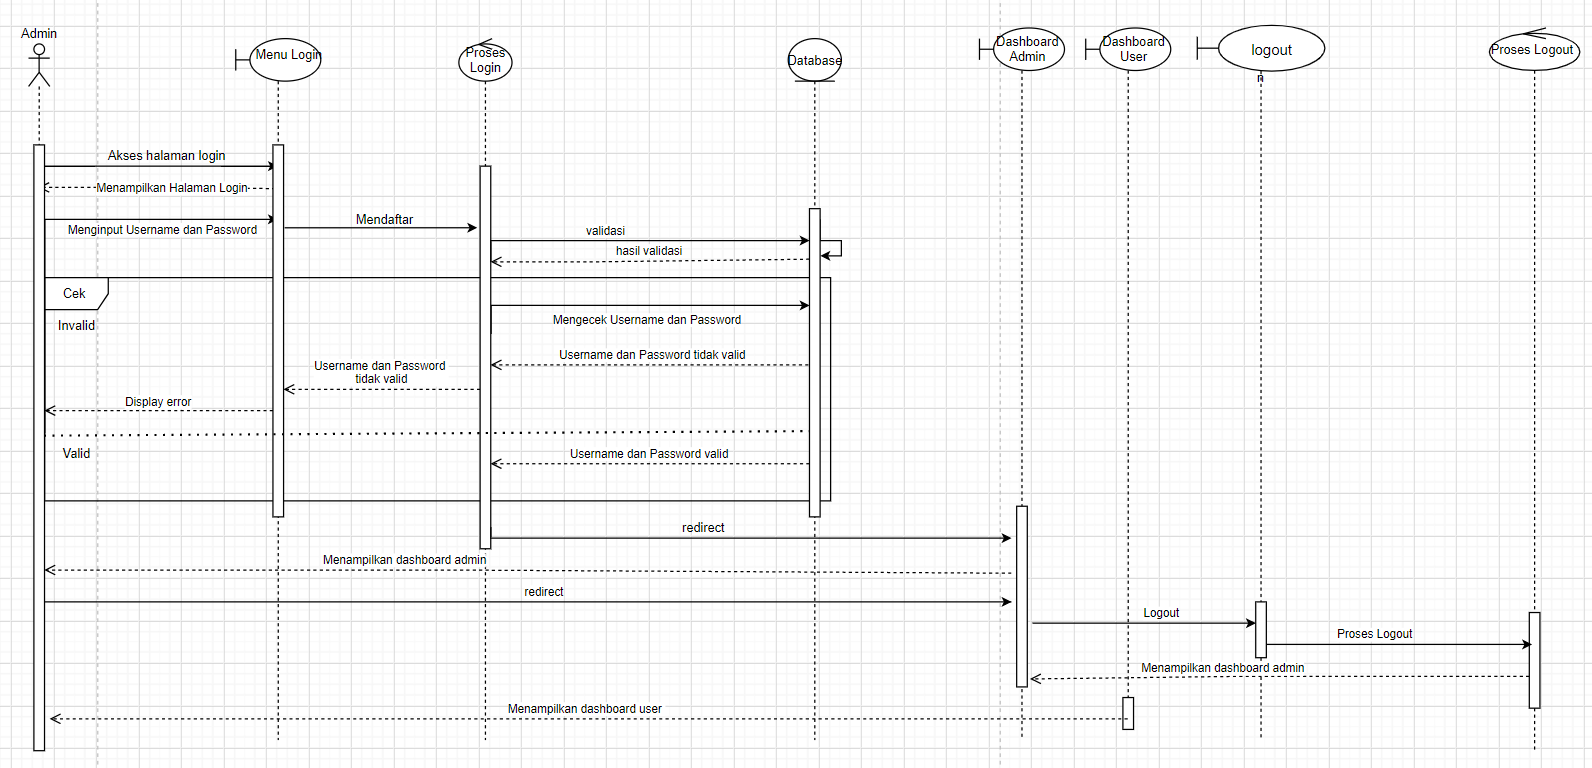 Admin
Menu Login
Proses
Login
Database
Dashboard
Admin
Dashboard
User
logout
n
Proses Logout
Akses halaman login
Menampilkan Halaman Login
Menginput Username dan Password
Mendaftar
validasi
hasil validasi
Cek
Invalid
Mengecek Username dan Password
Username dan Password tidak valid
Username dan Password
tidak valid
Display error
Valid
Username dan Password valid
redirect
Menampilkan dashboard admin
redirect
Logout
Proses Logout
Menampilkan dashboard admin
Menampilkan dashboard user